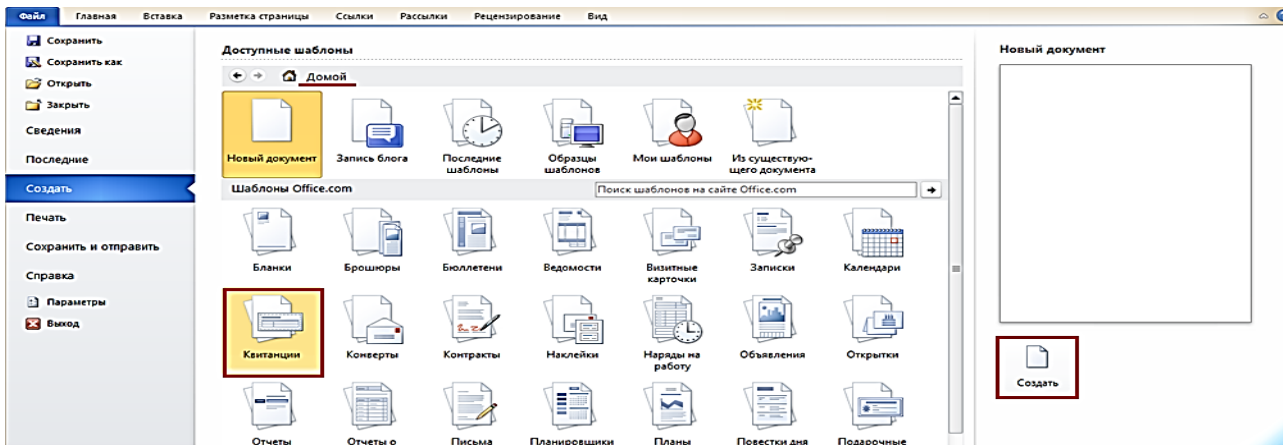 Файл Главная Вставка Разметка страницы Ссылки Рассылки Рецензирование Вид
Сохранить
Сохранить как
Открыть
Закрыть
Сведения
Последние
Создать
Печать
Сохранить и отправить
Справка
Параметры
Выход
Доступные шаблоны
Домой
Новый документ Запись блога Последние Образцы Мои шаблоны Из существую-
шаблоны шаблонов щего документа
Шаблоны Office.com Поиск шаблонов на сайте Office.com
Бланки Брошюры Бюллетени Ведомости Визитные Записки Календари
карточки
Квитанции Конверты Контракты Наклейки Наряды на Объявления Открытки
работу
Отчеты Отчеты о Письма Планировщики Планы Повестки дня Подарочные
Новый документ
Создать